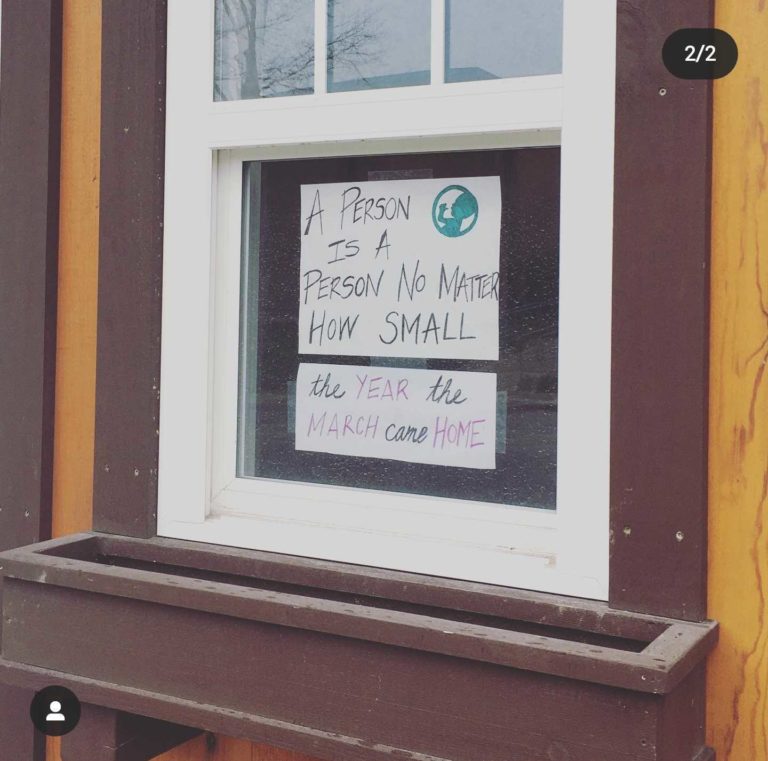 2/2
A PERSON
IS A
PERSON NO MATTER
HOW SMALL
the YEAR the
MARCH came HOME